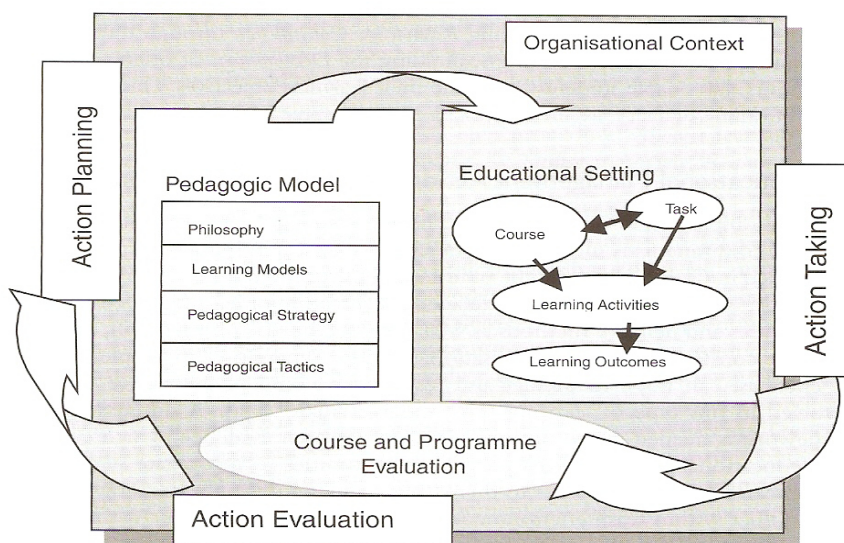 Organisational Context
Action Planning
Pedagogic Model
Philosophy
Learning Models
Pedagogical Strategy
Pedagogical Tactics
Educational Setting
Course
Task
Learning Activities
Learning Outcomes
Action Taking
Course and Programme
Evaluation
Action Evaluation